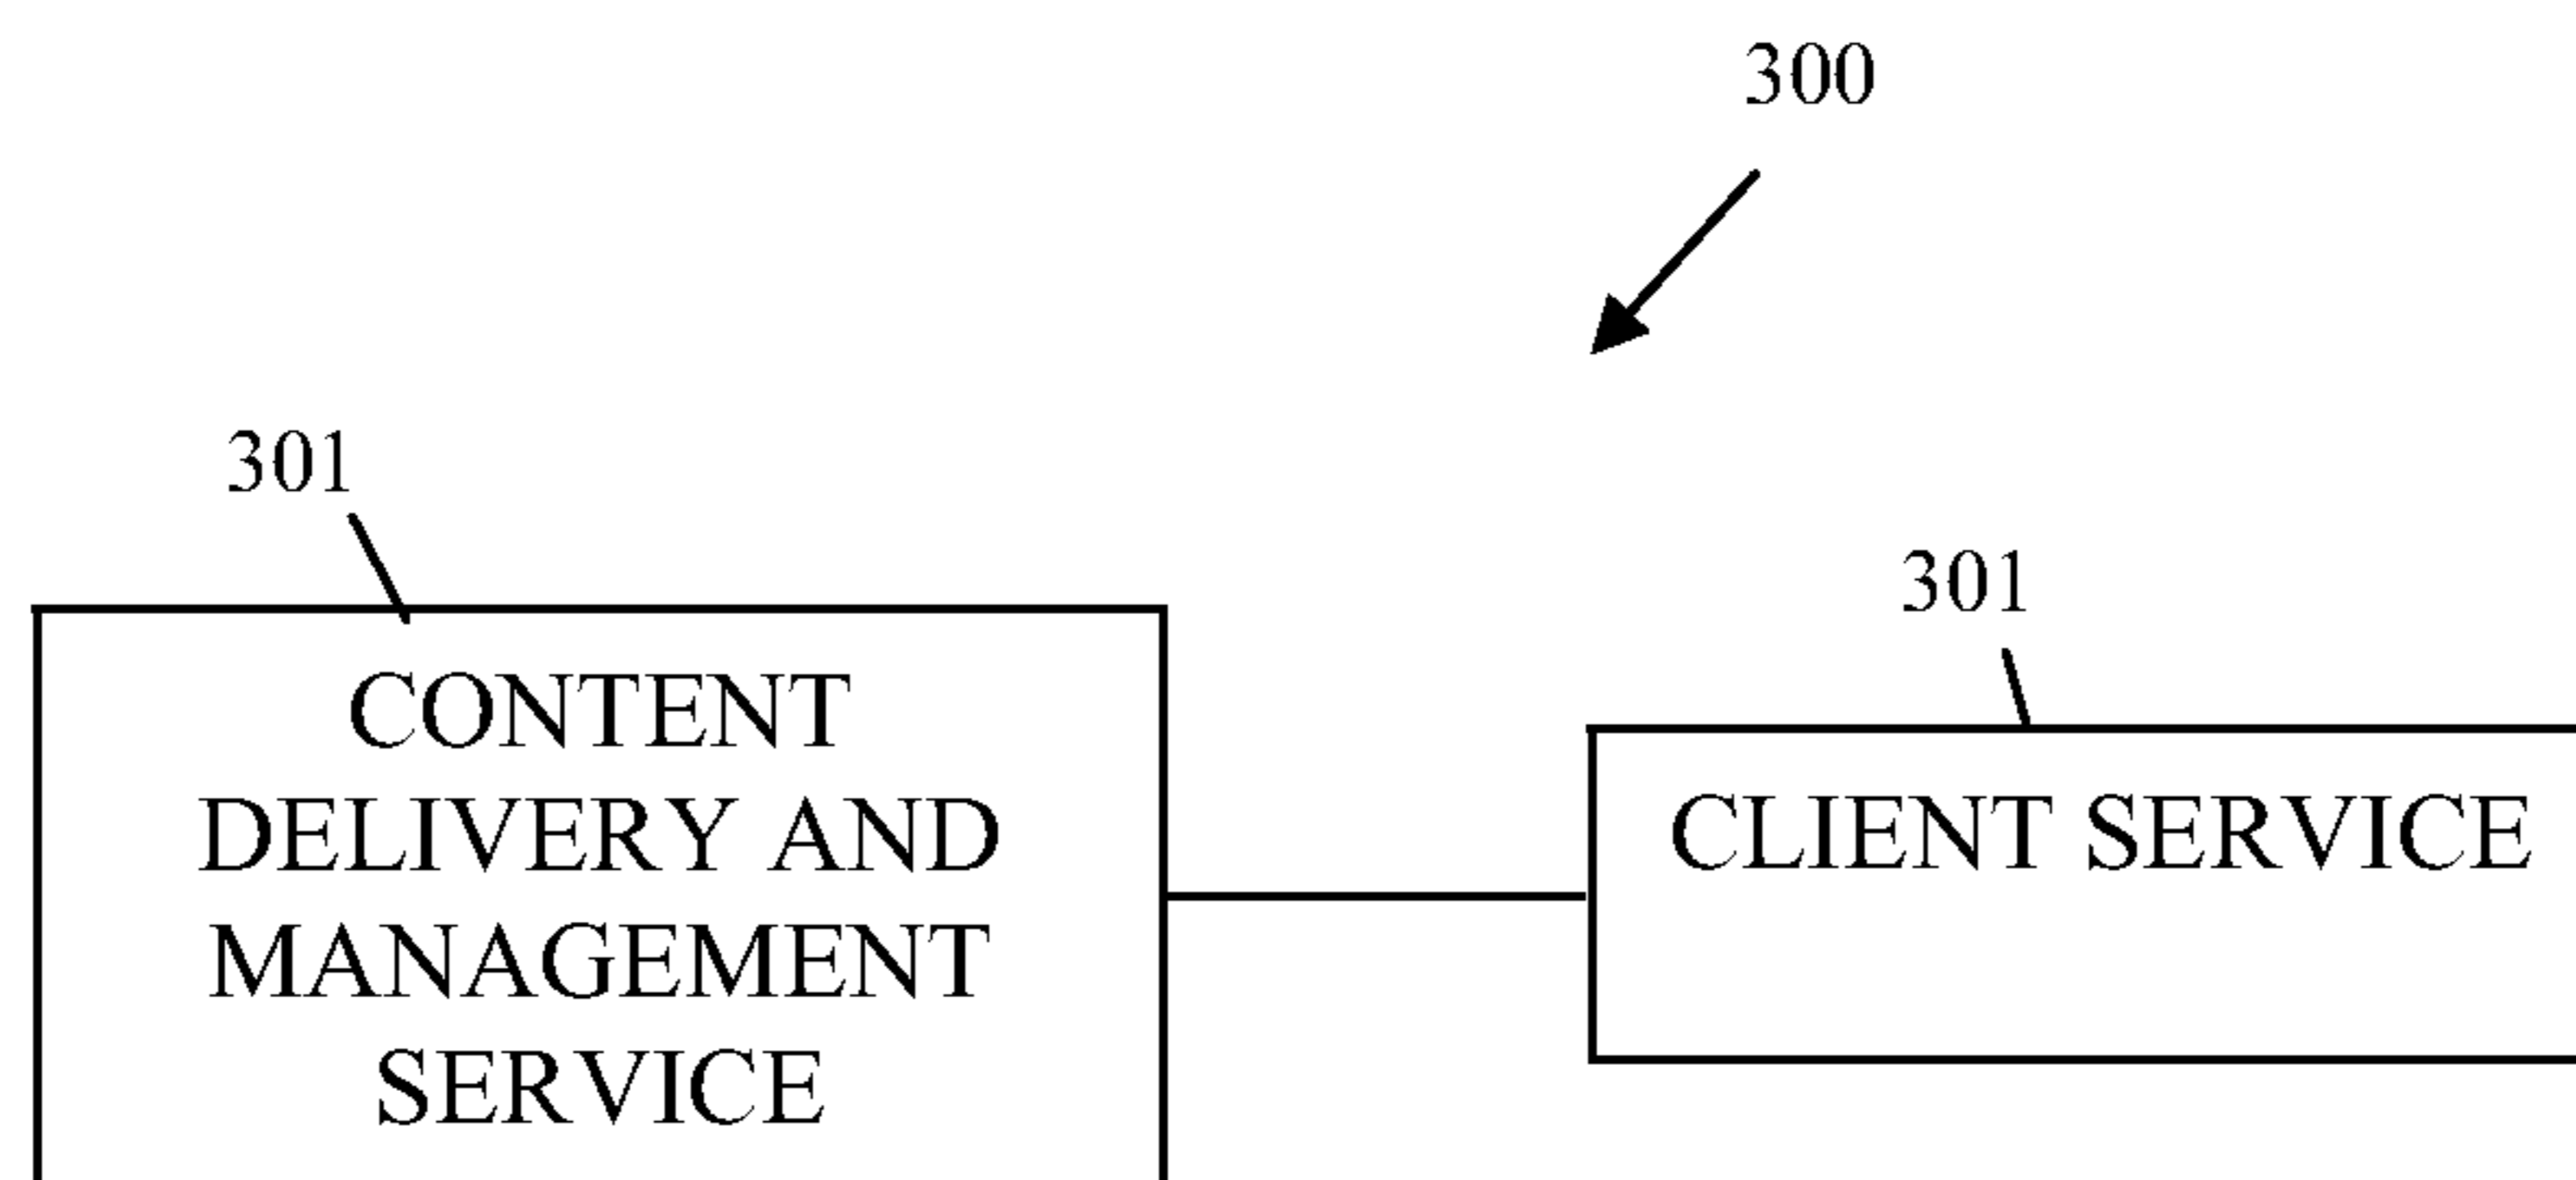 300
301
301
CONTENT
DELIVERY AND
MANAGEMENT
SERVICE
CLIENT SERVICE